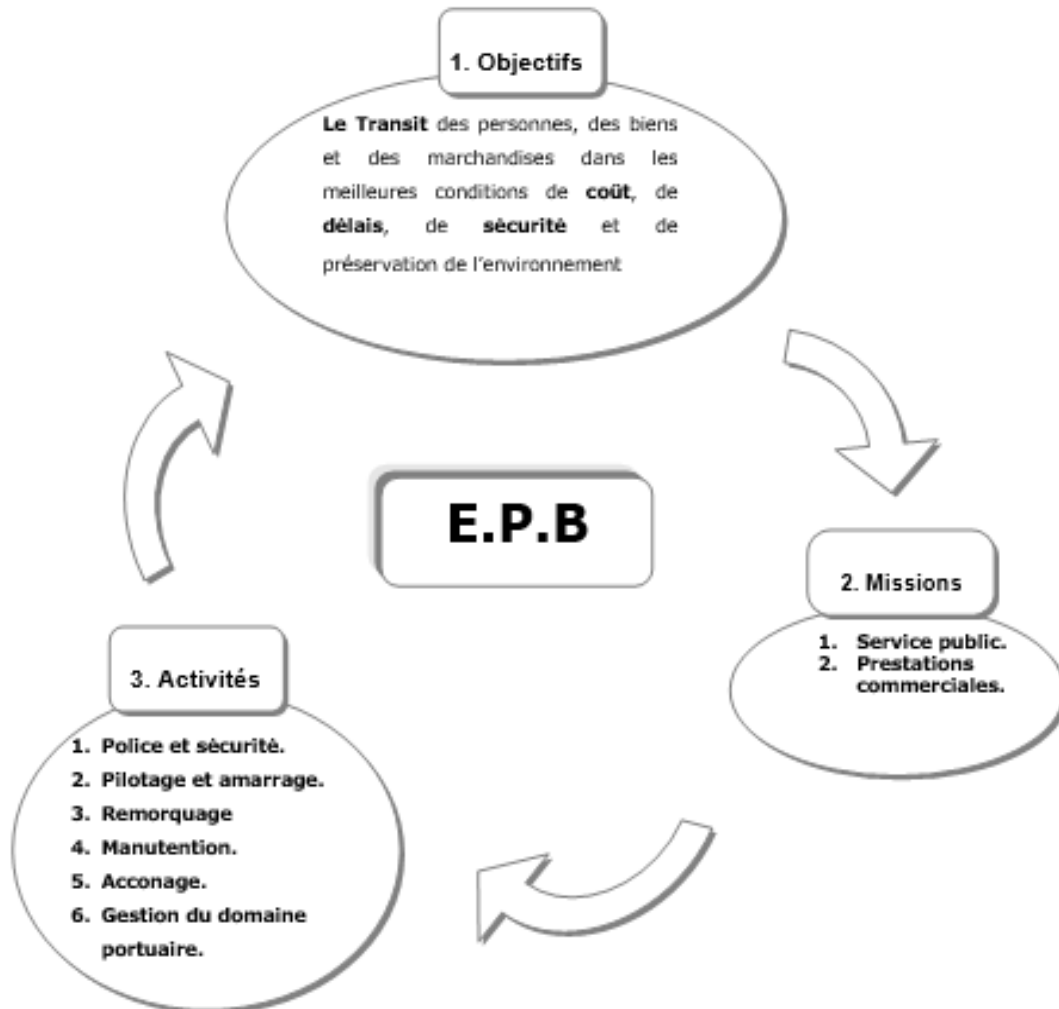 1. Objectifs
Le Transit des personnes, des biens
et des marchandises dans les
meilleures conditions de coût, de
délais, de sécurité et de
préservation de l'environnement
E.P.B
2. Missions
1. Service public.
2. Prestations
commerciales.
3. Activités
1. Police et sécurité.
2. Pilotage et amarrage.
3. Remorquage
4. Manutention.
5. Acconage.
6. Gestion du domaine
portuaire.